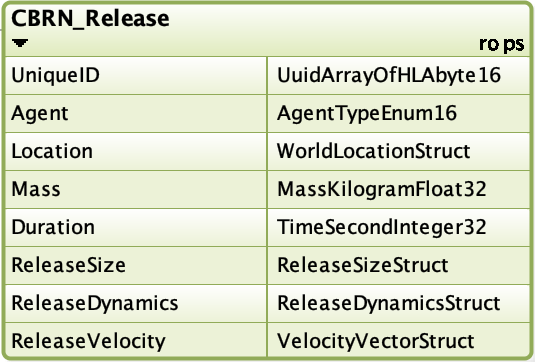 CBRN_Release
ro ps
UniqueID UuidArrayOfHLAbyte16
Agent AgentTypeEnum16
Location WorldLocationStruct
Mass MassKilogramFloat32
Duration TimeSecondInteger32
ReleaseSize ReleaseSizeStruct
ReleaseDynamics ReleaseDynamicsStruct
ReleaseVelocity VelocityVectorStruct